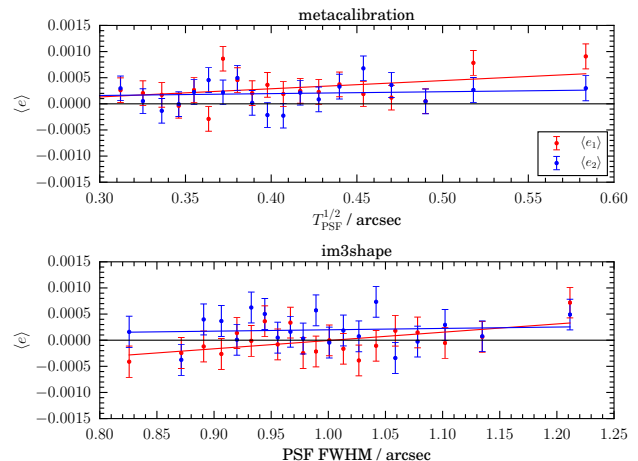 metacalibration
0.0015
0.0010
0.0005
0.0000
−0.0005
−0.0010
−0.0015
⟨e⟩
0.30 0.35 0.40 0.45 0.50 0.55 0.60
T_PSF^1/2 / arcsec
⟨e₁⟩
⟨e₂⟩
im3shape
0.0015
0.0010
0.0005
0.0000
−0.0005
−0.0010
−0.0015
⟨e⟩
0.80 0.85 0.90 0.95 1.00 1.05 1.10 1.15 1.20 1.25
PSF FWHM / arcsec